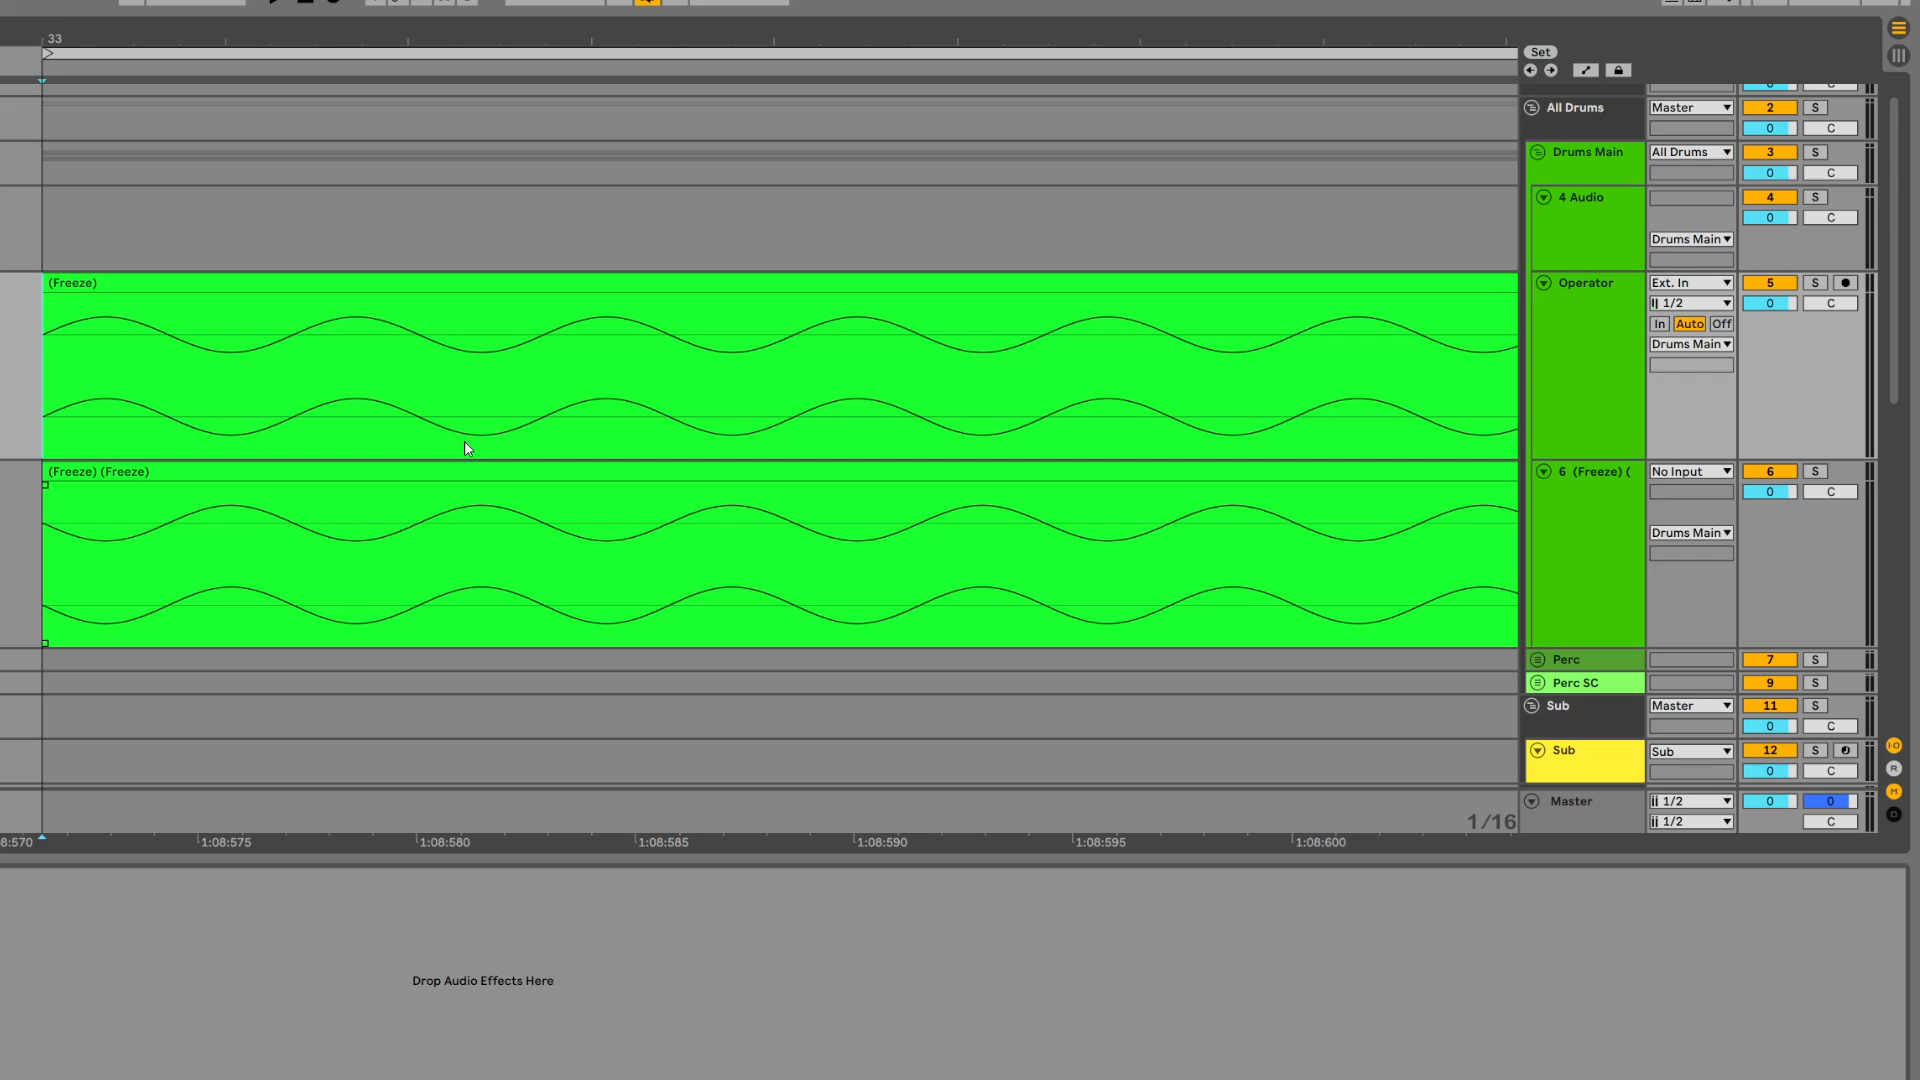 33
Set
0 C
All Drums Master 2 S
0 C
Drums Main All Drums 3 S
0 C
4 Audio 4 S
0 C
Drums Main
(Freeze) Operator Ext. In 5 S
1/2 0 C
In Auto Off
Drums Main
(Freeze) (Freeze) 6 (Freeze) ( No Input 6 S
0 C
Drums Main
Perc 7 S
Perc SC 9 S
Sub Master 11 S
0 C
Sub Sub 12 S
0 C
Master 1/2 0 0
1/16 1/2 C
I·O
R
M
D
8:570 1:08:575 1:08:580 1:08:585 1:08:590 1:08:595 1:08:600
Drop Audio Effects Here